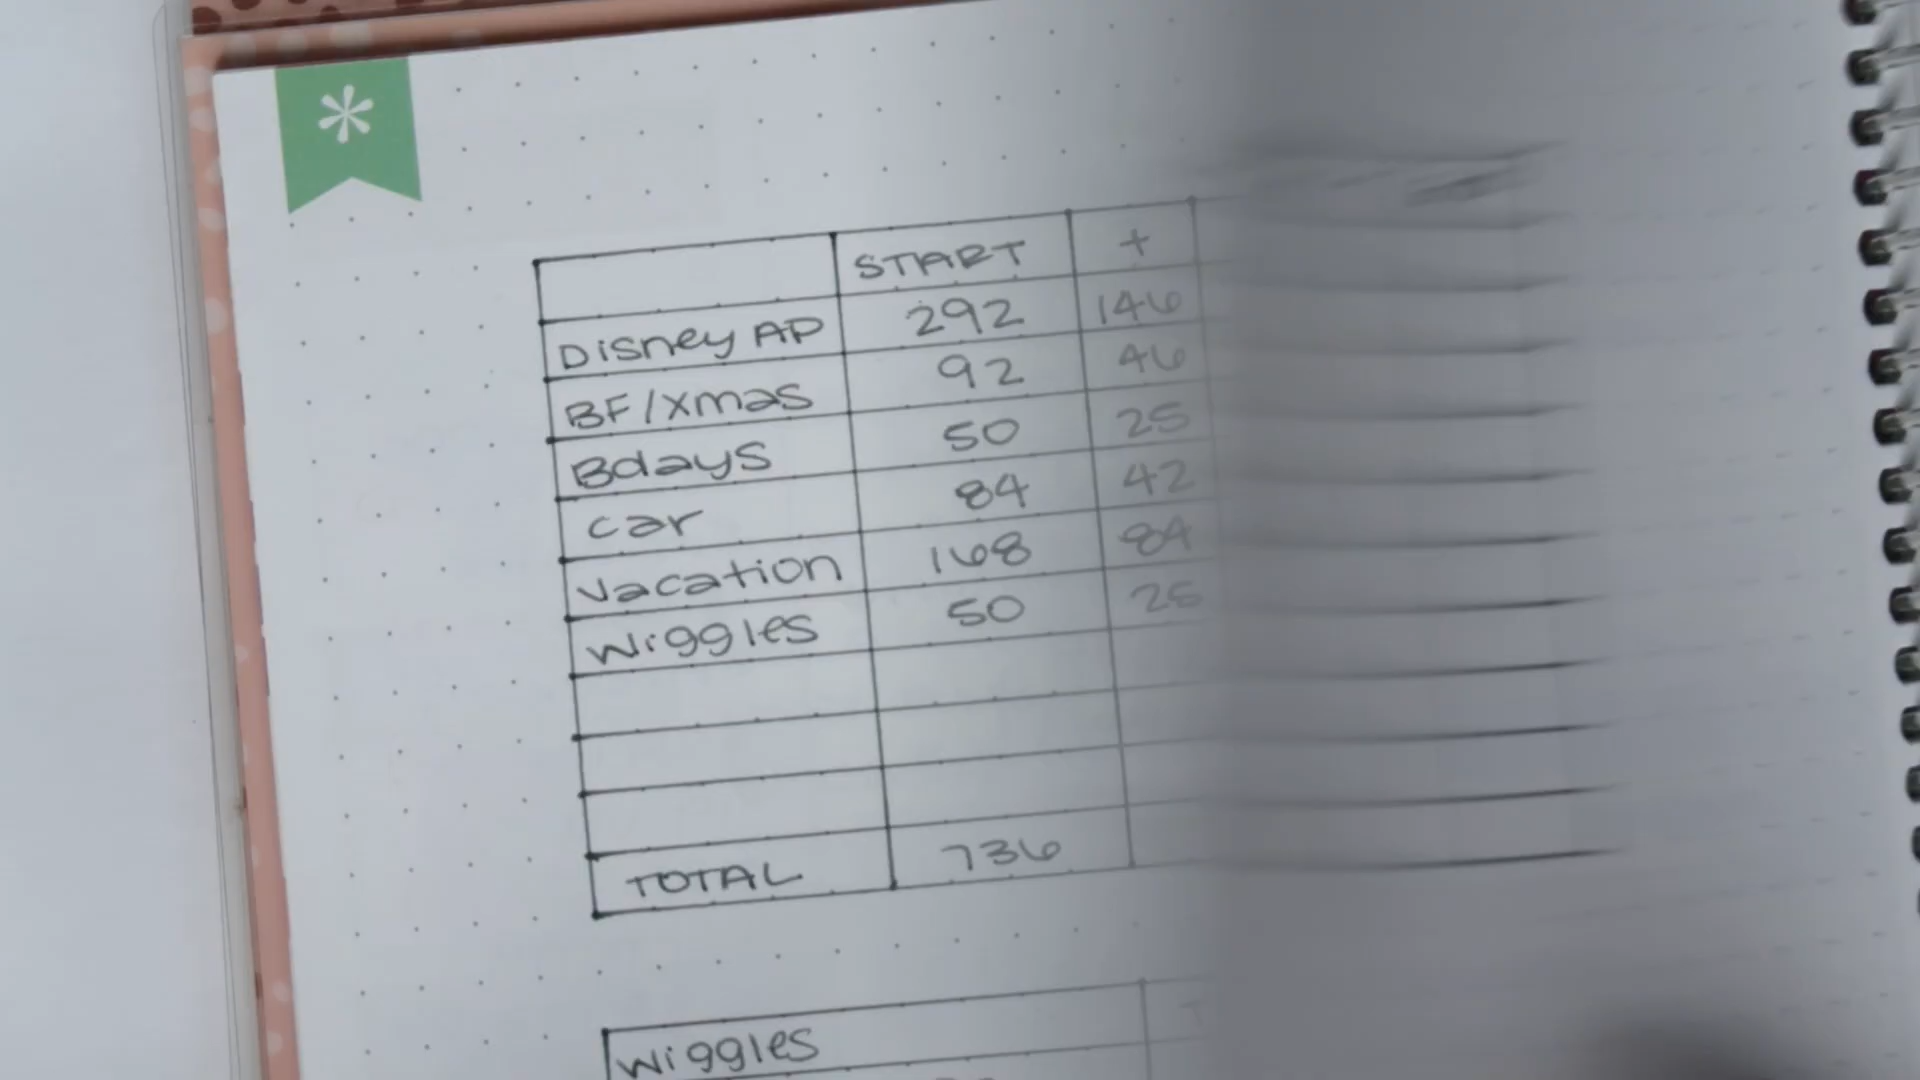 *
START +
Disney AP 292 146
BF/xmas 92 46
Bdays 50 25
car 84 42
Vacation 168 84
Wiggles 50 25
TOTAL 736
Wiggles